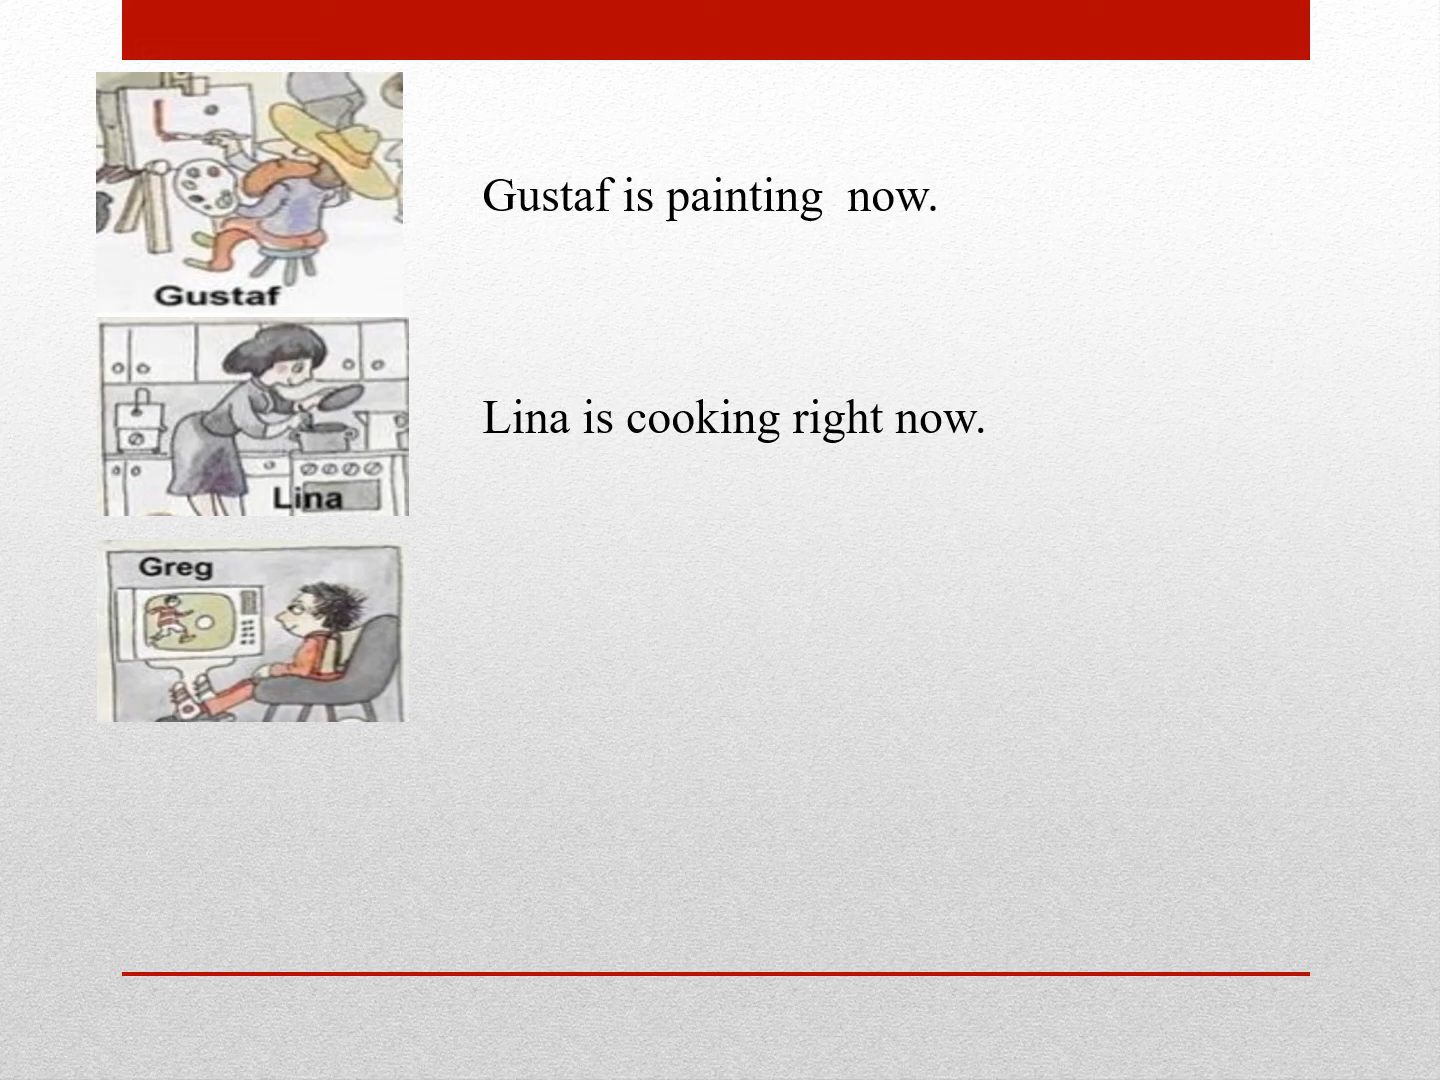 Gustaf is painting  now.
Gustaf
Lina is cooking right now.
Lina
Greg